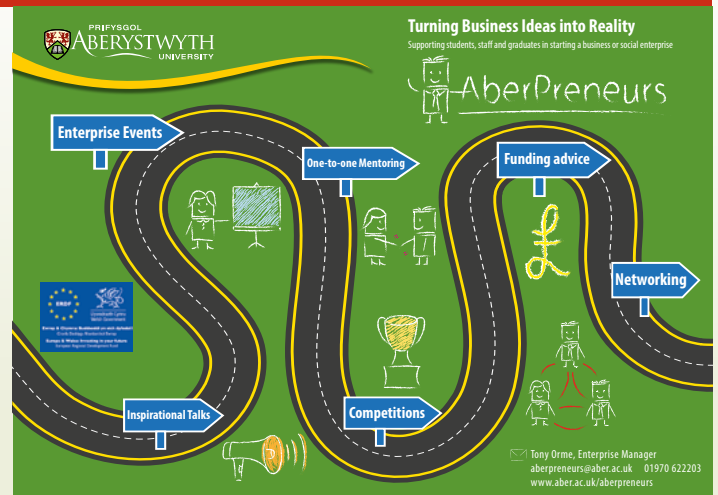 PRIFYSGOL
ABERYSTWYTH
UNIVERSITY
Turning Business Ideas into Reality
Supporting students, staff and graduates in starting a business or social enterprise
AberPreneurs
Enterprise Events
One-to-one Mentoring
Funding advice
Networking
ERDF
Inspirational Talks
Competitions
Tony Orme, Enterprise Manager
aberpreneurs@aber.ac.uk 01970 622203
www.aber.ac.uk/aberpreneurs